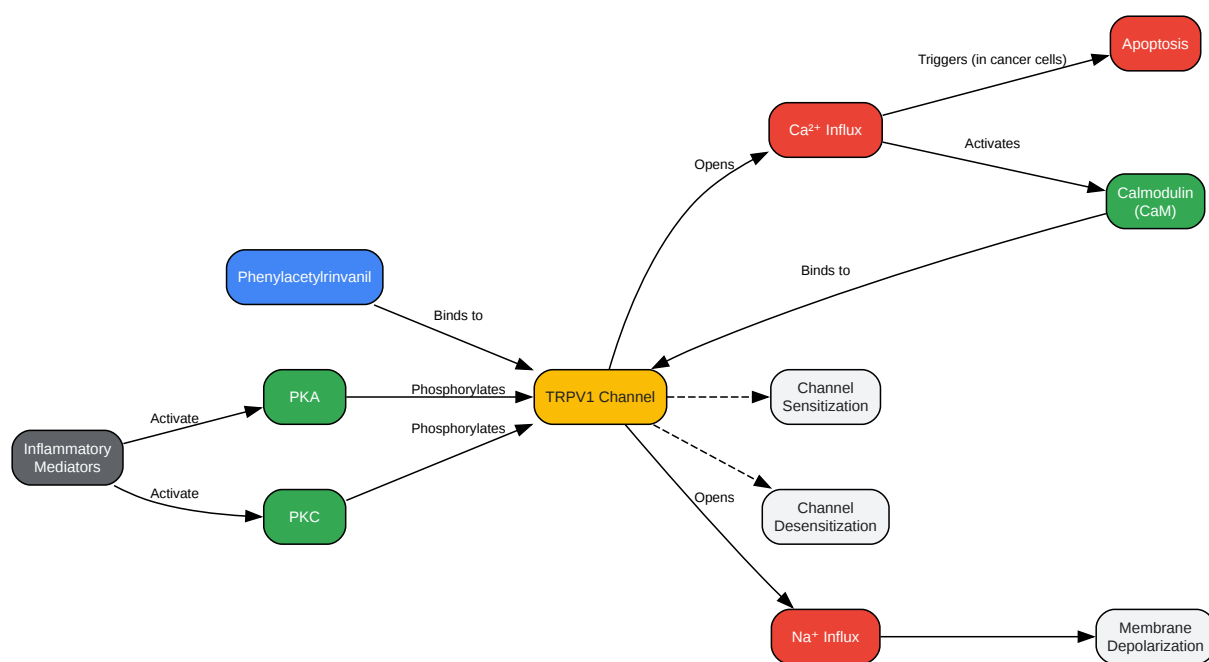 Apoptosis
Triggers (in cancer cells)
Ca²⁺ Influx
Activates
Opens
Calmodulin
(CaM)
Binds to
Phenylacetylrinvanil
Binds to
PKA
Phosphorylates
TRPV1 Channel
Channel
Sensitization
Activate
Phosphorylates
Inflammatory
Mediators
Activate
PKC
Opens
Channel
Desensitization
Na⁺ Influx
Membrane
Depolarization